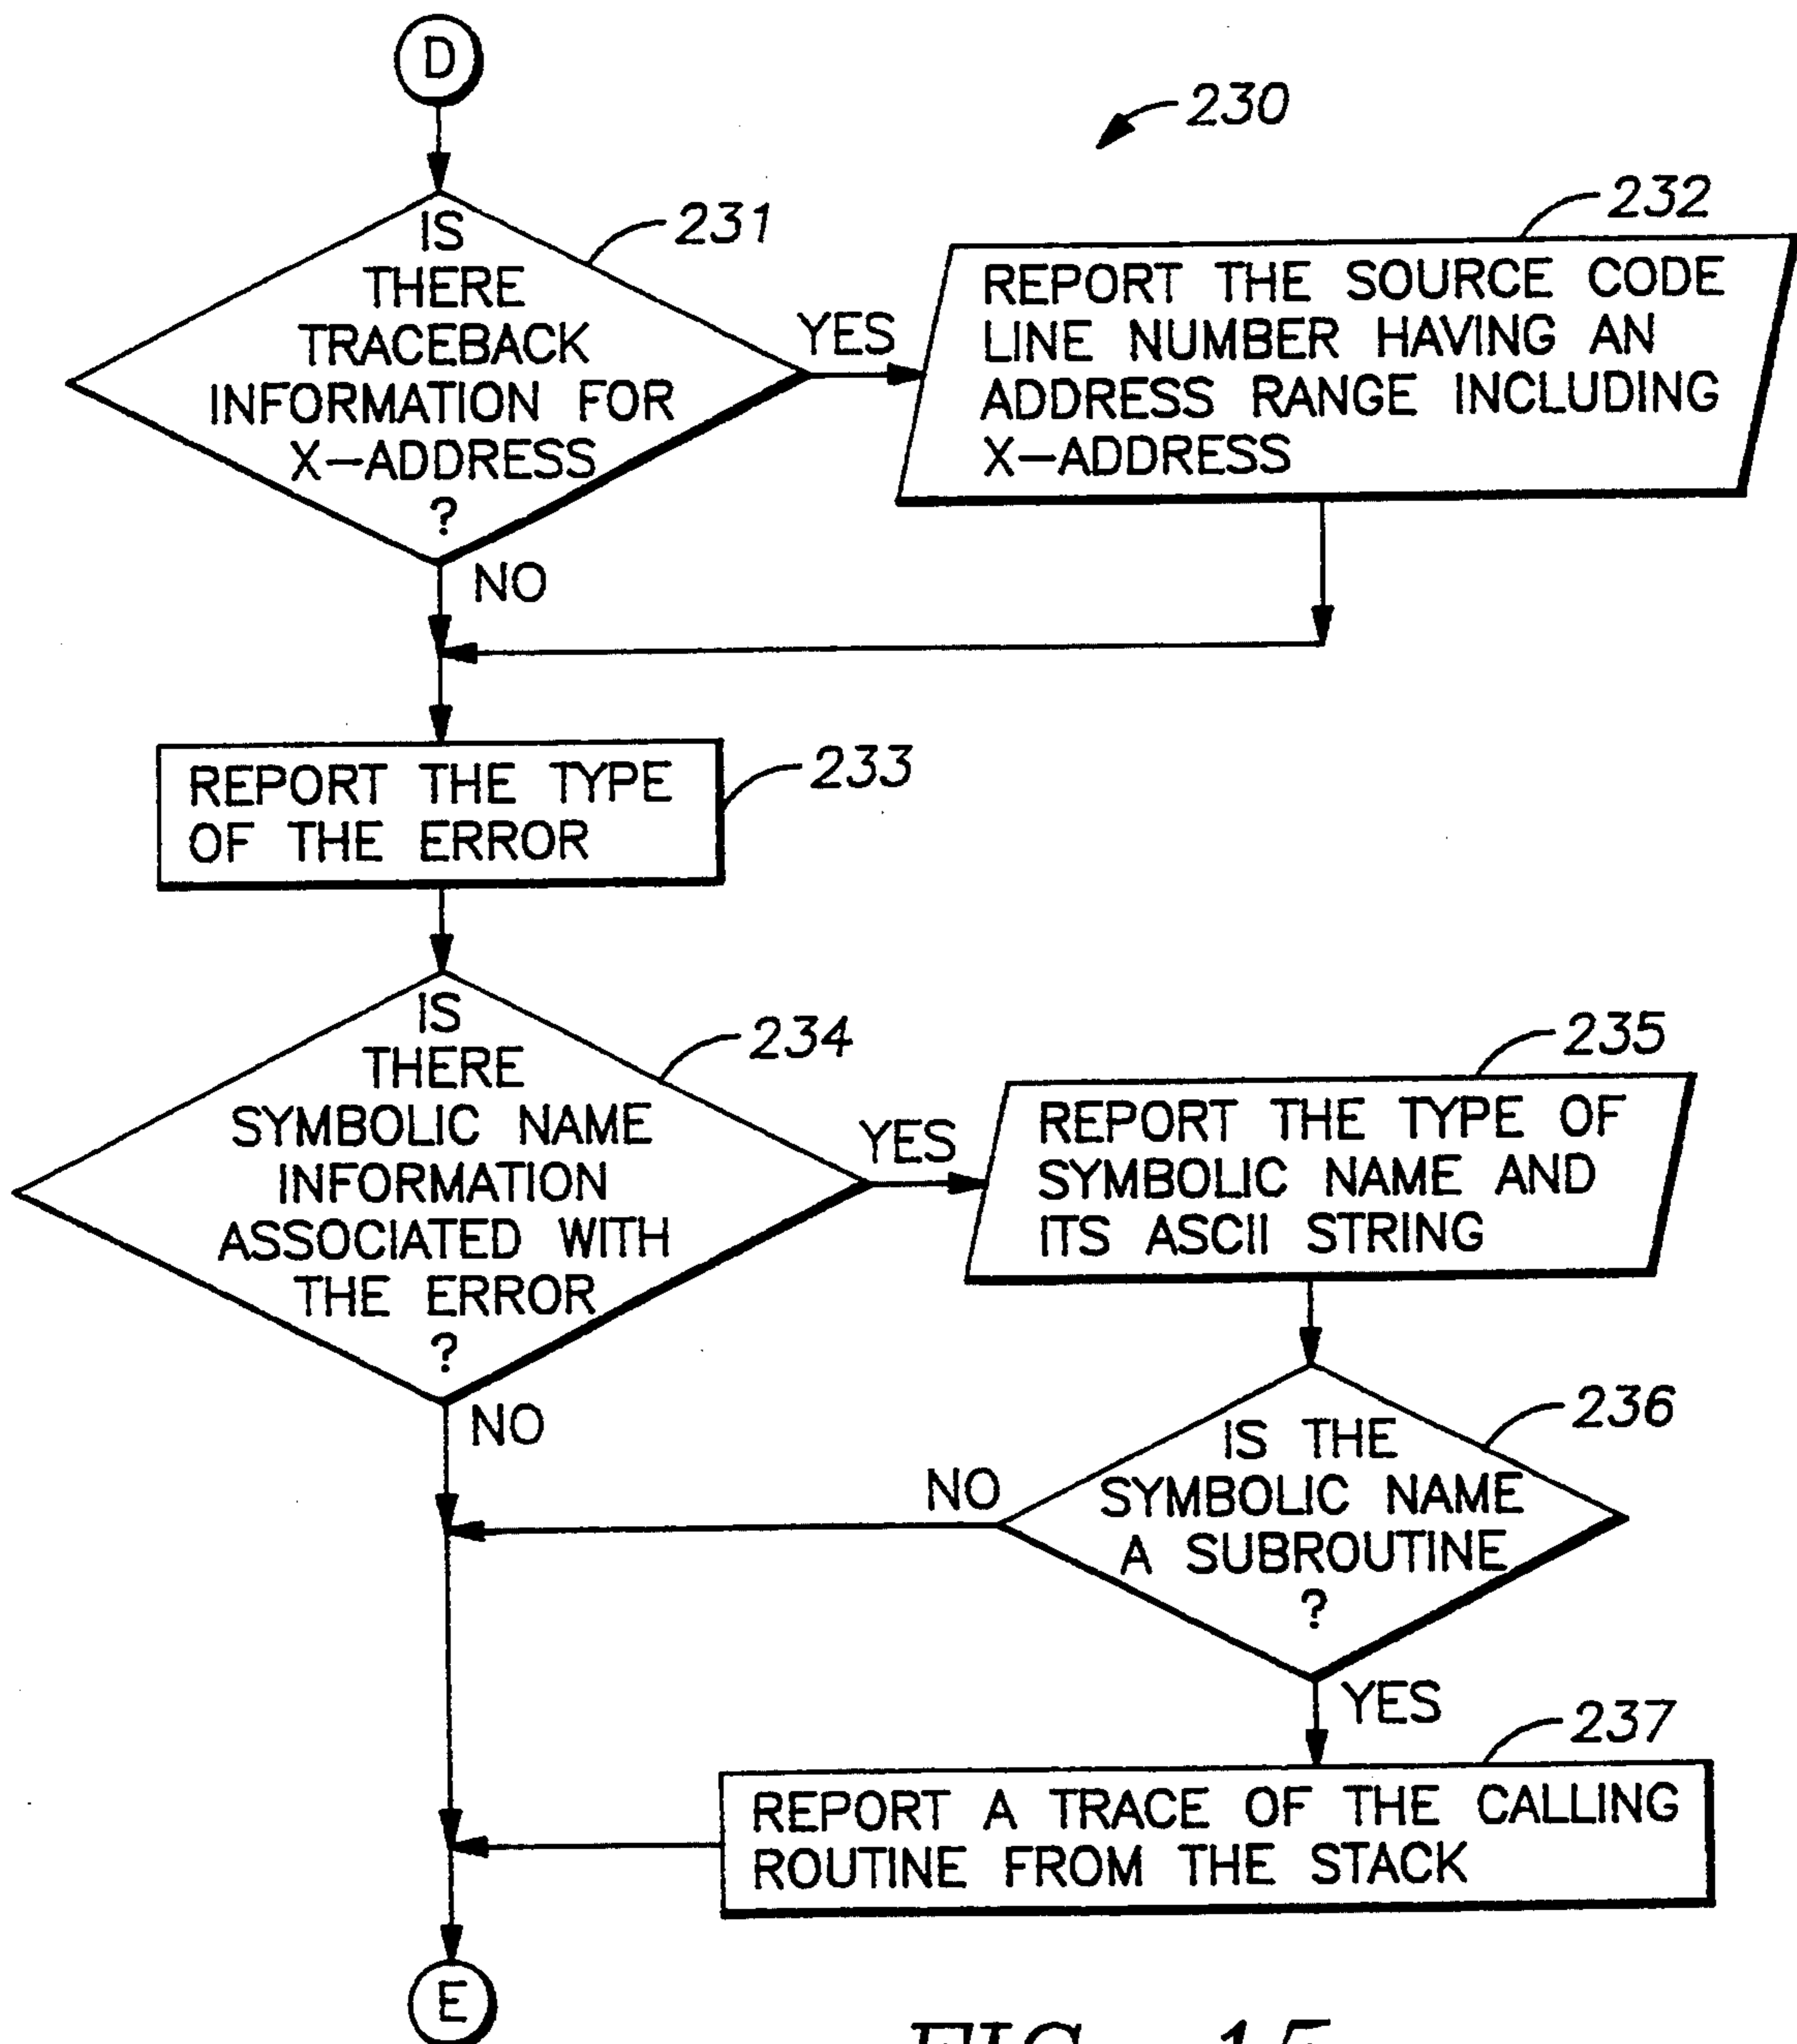 D
230
IS
THERE
TRACEBACK
INFORMATION FOR
X-ADDRESS
?
231
YES
232
REPORT THE SOURCE CODE
LINE NUMBER HAVING AN
ADDRESS RANGE INCLUDING
X-ADDRESS
NO
REPORT THE TYPE
OF THE ERROR
233
IS
THERE
SYMBOLIC NAME
INFORMATION
ASSOCIATED WITH
THE ERROR
?
234
YES
235
REPORT THE TYPE OF
SYMBOLIC NAME AND
ITS ASCII STRING
NO
236
IS THE
SYMBOLIC NAME
A SUBROUTINE
?
NO
YES
237
REPORT A TRACE OF THE CALLING
ROUTINE FROM THE STACK
E
FIG. 15